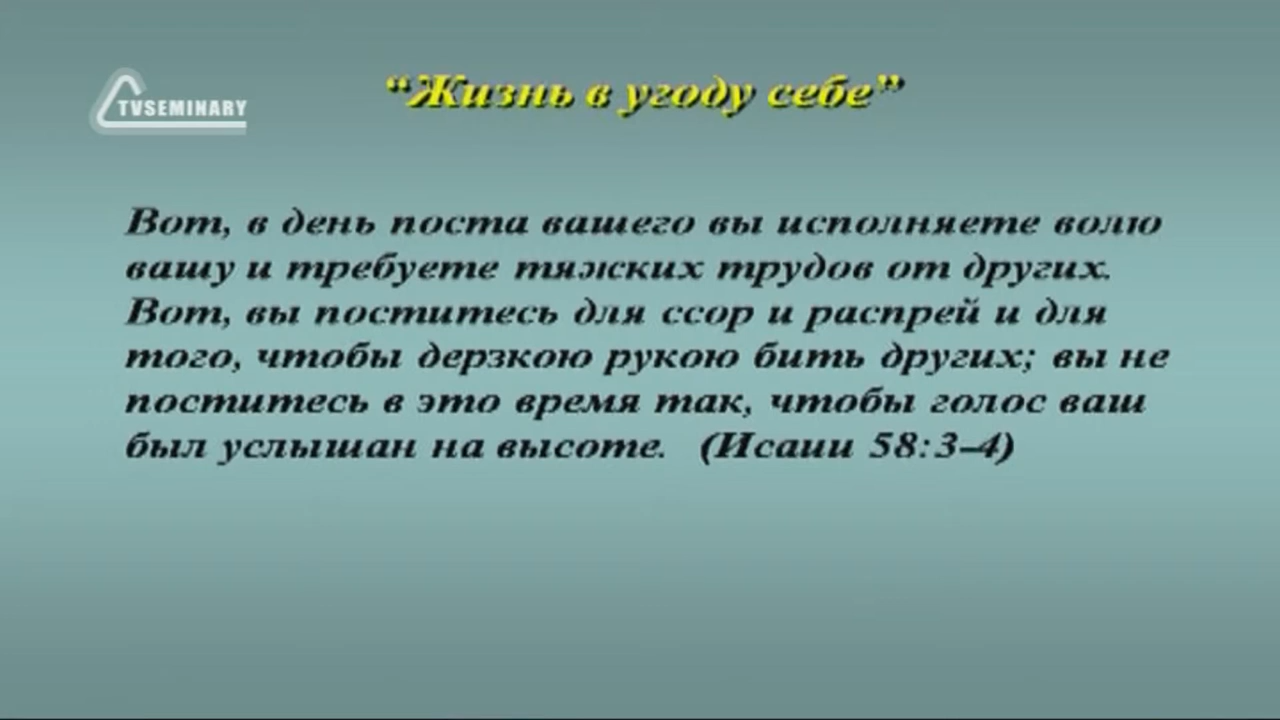 TVSEMINARY
“Жизнь в угоду себе”
Вот, в день поста вашего вы исполняете волю
вашу и требуете тяжских трудов от других.
Вот, вы поститесь для ссор и распрей и для
того, чтобы дерзкою рукою бить других; вы не
поститесь в это время так, чтобы голос ваш
был услышан на высоте. (Исаии 58:3–4)